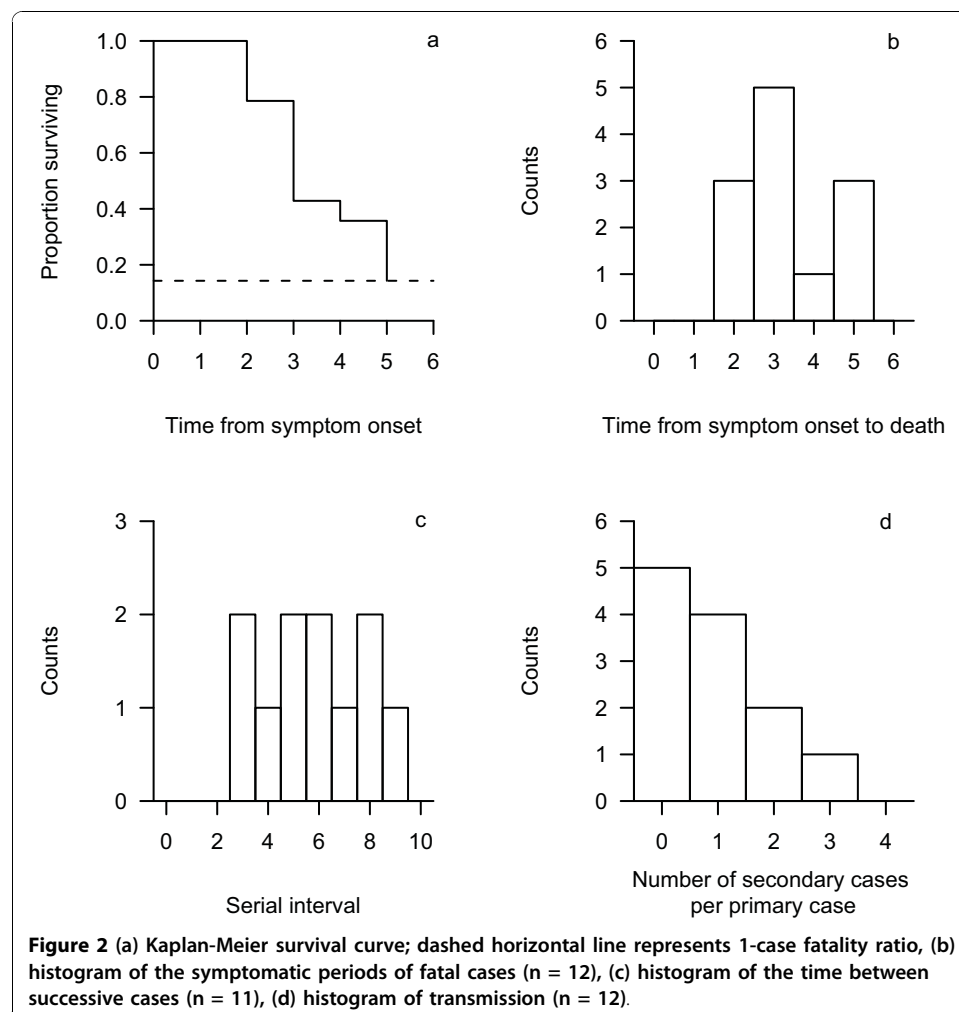 a
1.0
0.8
0.6
0.4
0.2
0.0
Proportion surviving
0 1 2 3 4 5 6
Time from symptom onset
b
6
5
4
3
2
1
0
Counts
0 1 2 3 4 5 6
Time from symptom onset to death
c
3
2
1
0
Counts
0 2 4 6 8 10
Serial interval
d
6
5
4
3
2
1
0
Counts
0 1 2 3 4
Number of secondary cases
per primary case
Figure 2 (a) Kaplan-Meier survival curve; dashed horizontal line represents 1-case fatality ratio, (b)
histogram of the symptomatic periods of fatal cases (n = 12), (c) histogram of the time between
successive cases (n = 11), (d) histogram of transmission (n = 12).